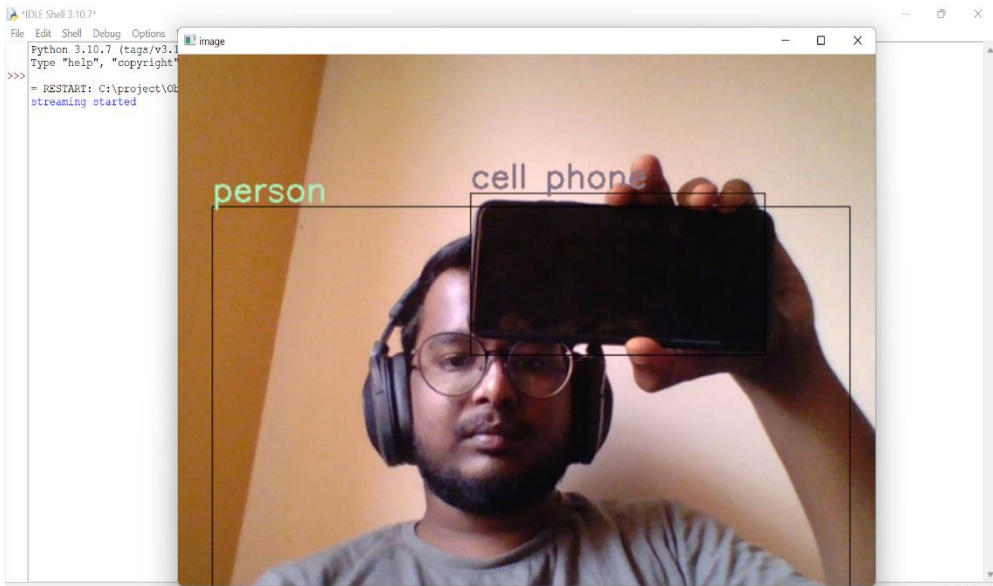 *IDLE Shell 3.10.7*
File Edit Shell Debug Options
Python 3.10.7 (tags/v3.1
Type "help", "copyright"
>>>
= RESTART: C:\project\Ob
streaming started
image
person
cell phone